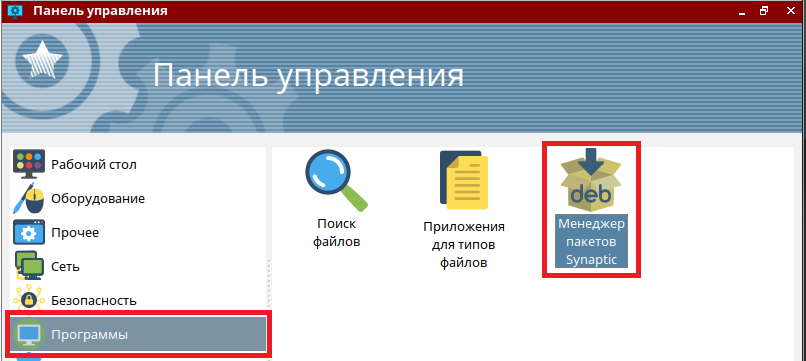 Панель управления
Панель управления
Рабочий стол
Оборудование
Прочее
Сеть
Безопасность
Программы
Поиск
файлов
Приложения
для типов
файлов
deb
Менеджер
пакетов
Synaptic